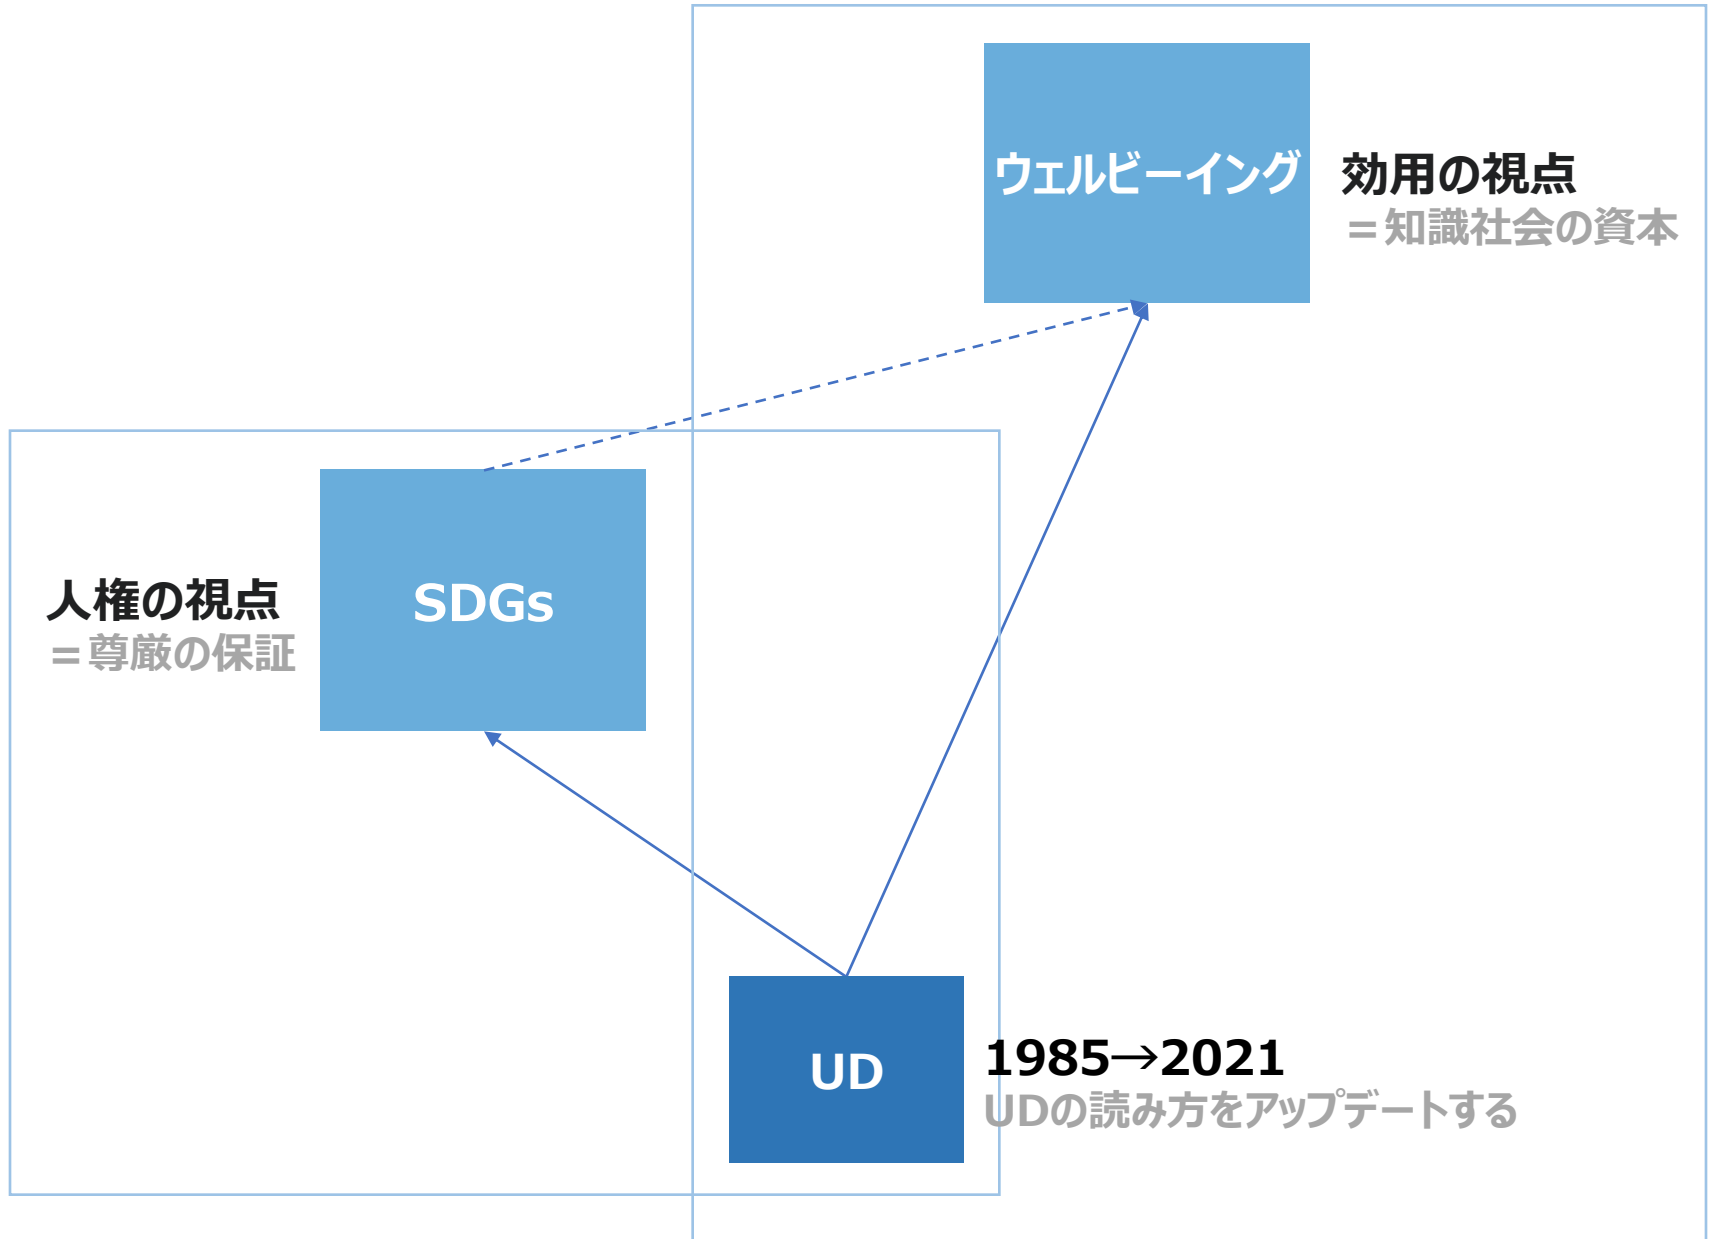 ウェルビーイング
効用の視点
＝知識社会の資本
SDGs
人権の視点
＝尊厳の保証
UD
1985→2021
UDの読み方をアップデートする